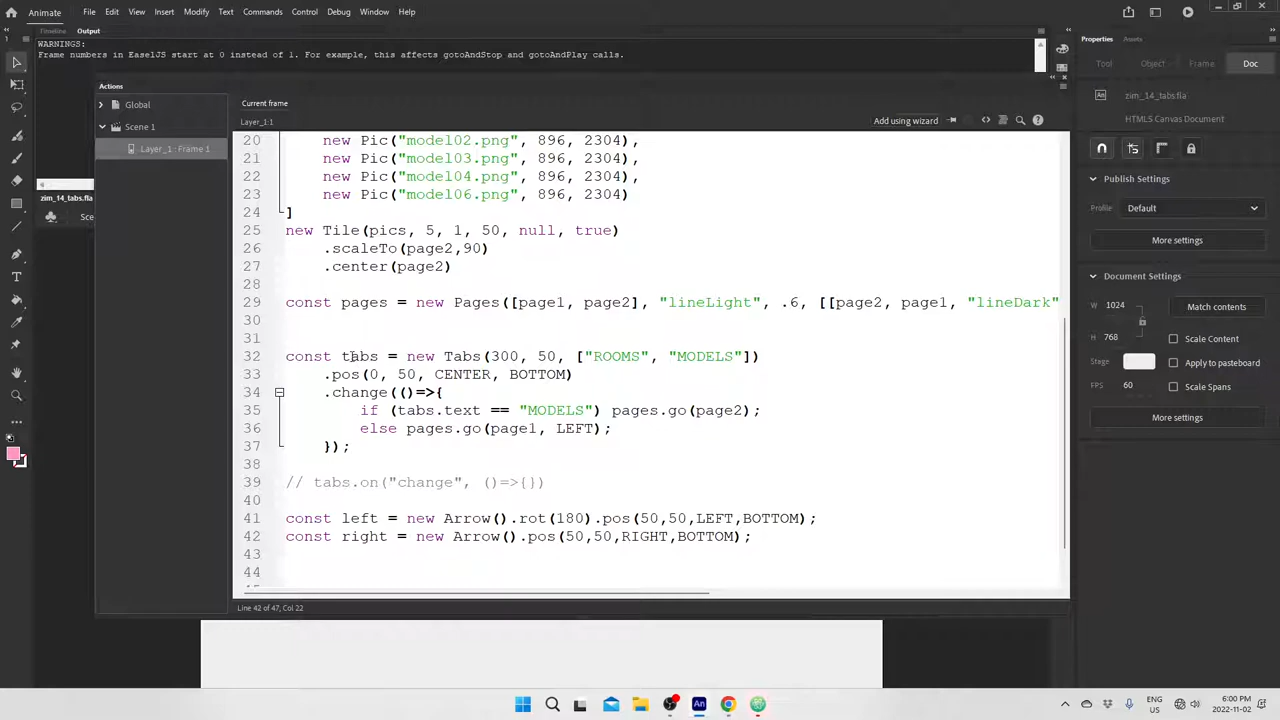 Animate File Edit View Insert Modify Text Commands Control Debug Window Help
Timeline Output
WARNINGS:
Frame numbers in EaselJS start at 0 instead of 1. For example, this affects gotoAndStop and gotoAndPlay calls.
Actions
Global
Scene 1
Layer_1: Frame 1
Current frame
Layer_1:1
Add using wizard
20 new Pic("model02.png", 896, 2304),
21 new Pic("model03.png", 896, 2304),
22 new Pic("model04.png", 896, 2304),
23 new Pic("model06.png", 896, 2304)
24 ]
25 new Tile(pics, 5, 1, 50, null, true)
26 .scaleTo(page2,90)
27 .center(page2)
28
29 const pages = new Pages([page1, page2], "lineLight", .6, [[page2, page1, "lineDark"
30
31
32 const tabs = new Tabs(300, 50, ["ROOMS", "MODELS"])
33 .pos(0, 50, CENTER, BOTTOM)
34 .change(()=>{
35 if (tabs.text == "MODELS") pages.go(page2);
36 else pages.go(page1, LEFT);
37 });
38
39 // tabs.on("change", ()=>{})
40
41 const left = new Arrow().rot(180).pos(50,50,LEFT,BOTTOM);
42 const right = new Arrow().pos(50,50,RIGHT,BOTTOM);
43
44
Line 42 of 47, Col 22
zim_14_tabs.fla
Sce
Properties Assets
Tool Object Frame Doc
An zim_14_tabs.fla
HTML5 Canvas Document
Publish Settings
Profile Default
More settings
Document Settings
W 1024 Match contents
H 768 Scale Content
Stage Apply to pasteboard
FPS 60 Scale Spans
More settings
An
ENG
US
6:00 PM
2022-11-02